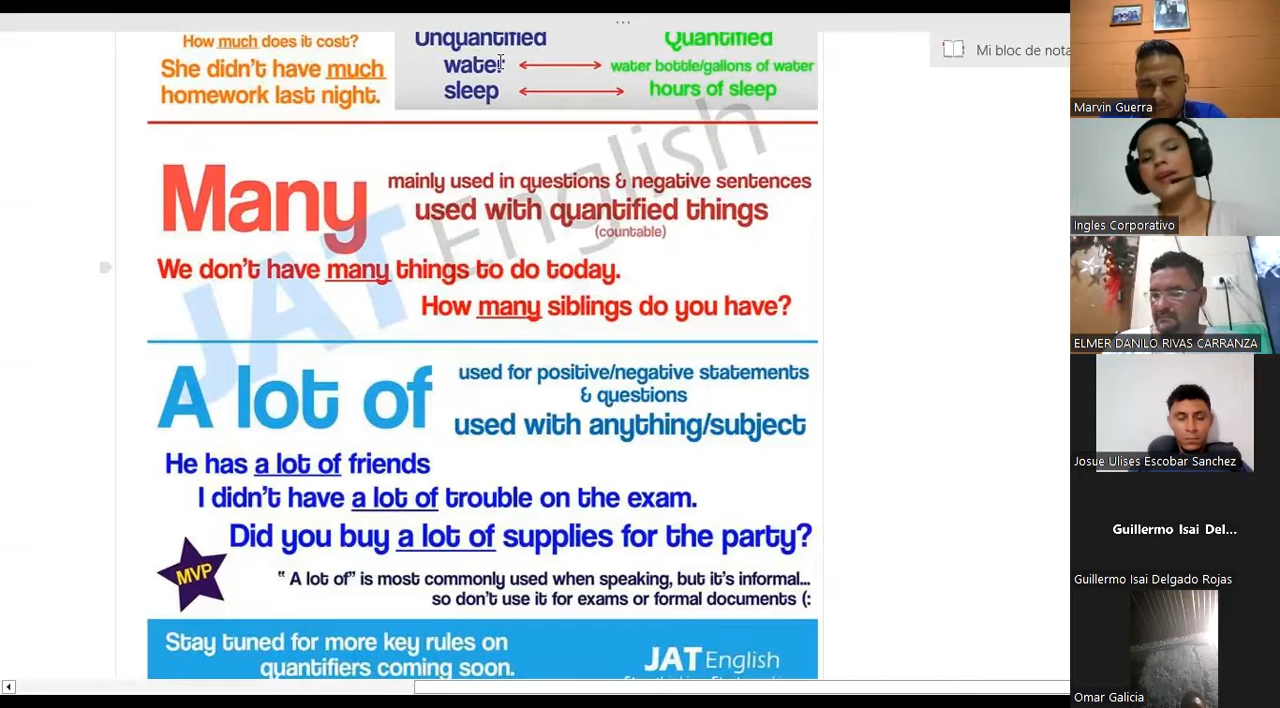 ...
How much does it cost?
She didn't have much
homework last night.
Unquantified
Quantified
water
water bottle/gallons of water
sleep
hours of sleep
Mi bloc de nota
Many
mainly used in questions & negative sentences
used with quantified things
(countable)
We don't have many things to do today.
How many siblings do you have?
JAT English
A lot of
used for positive/negative statements
& questions
used with anything/subject
He has a lot of friends
I didn't have a lot of trouble on the exam.
Did you buy a lot of supplies for the party?
MVP
" A lot of" is most commonly used when speaking, but it's informal...
so don't use it for exams or formal documents (:
Stay tuned for more key rules on
quantifiers coming soon.
JAT English
Marvin Guerra
Ingles Corporativo
ELMER DANILO RIVAS CARRANZA
Josue Ulises Escobar Sanchez
Guillermo Isai Del...
Guillermo Isai Delgado Rojas
Omar Galicia